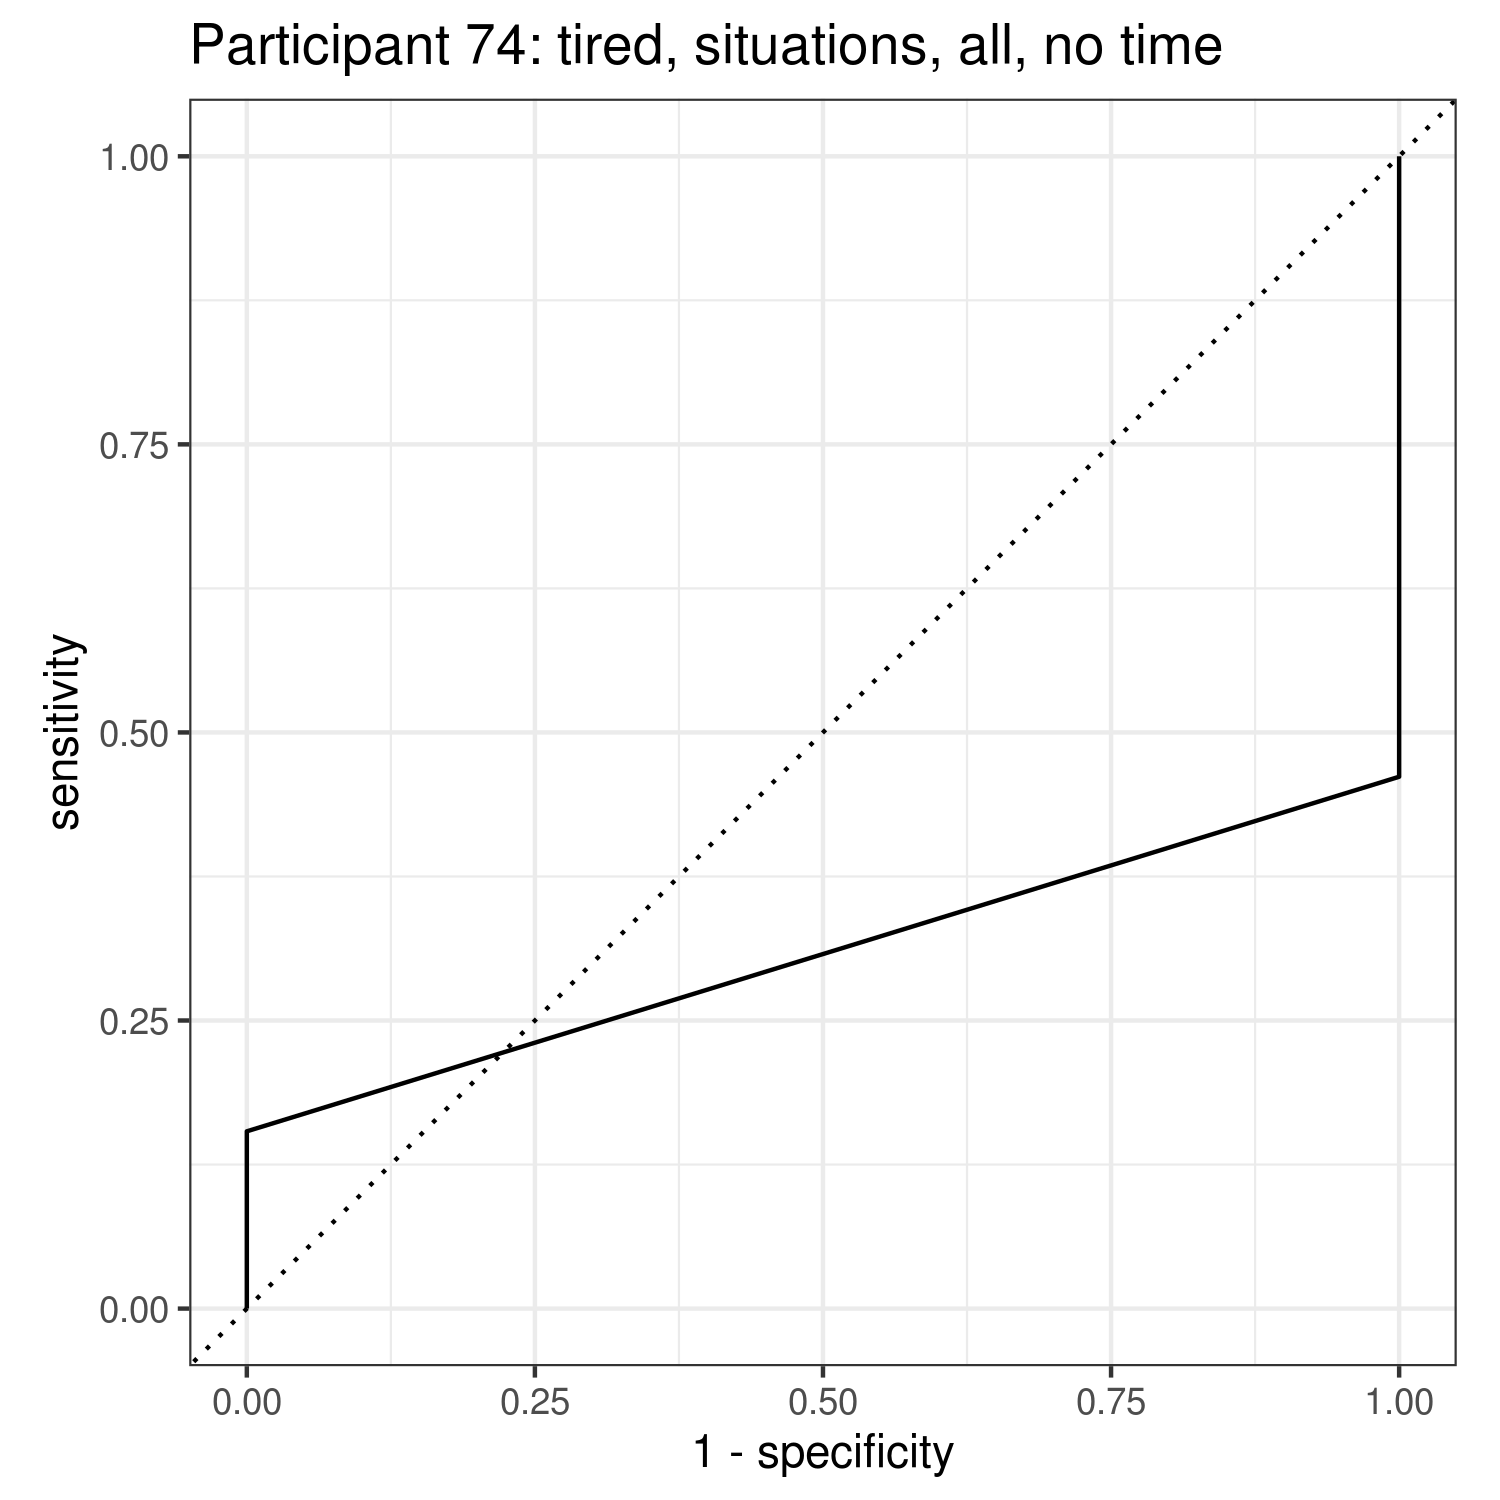 Participant 74: tired, situations, all, no time
1.00
0.75
0.50
0.25
0.00
sensitivity
0.00 0.25 0.50 0.75 1.00
1 - specificity